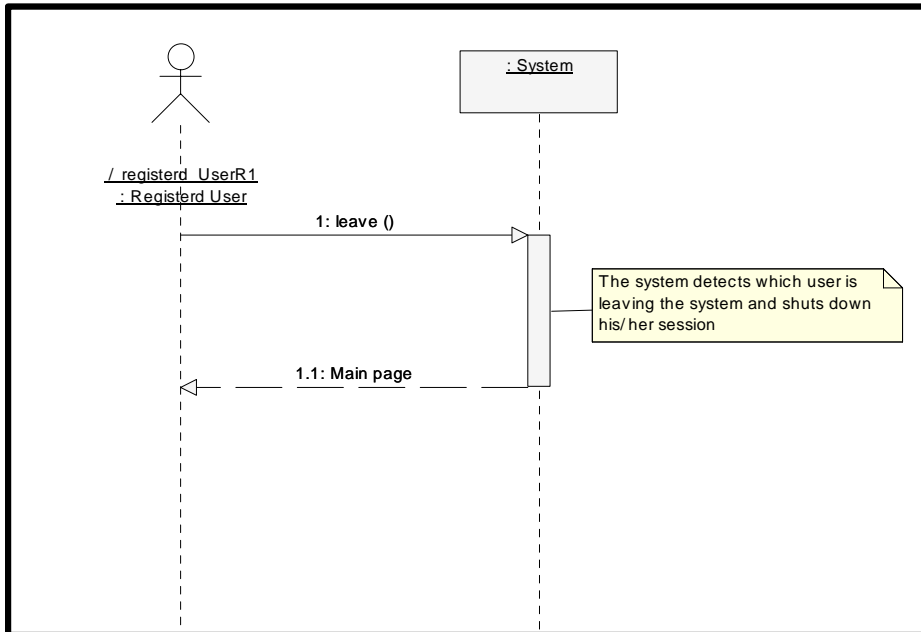 : System
/ registerd_UserR1
: Registerd User
1: leave ()
The system detects which user is
leaving the system and shuts down
his/her session
1.1: Main page